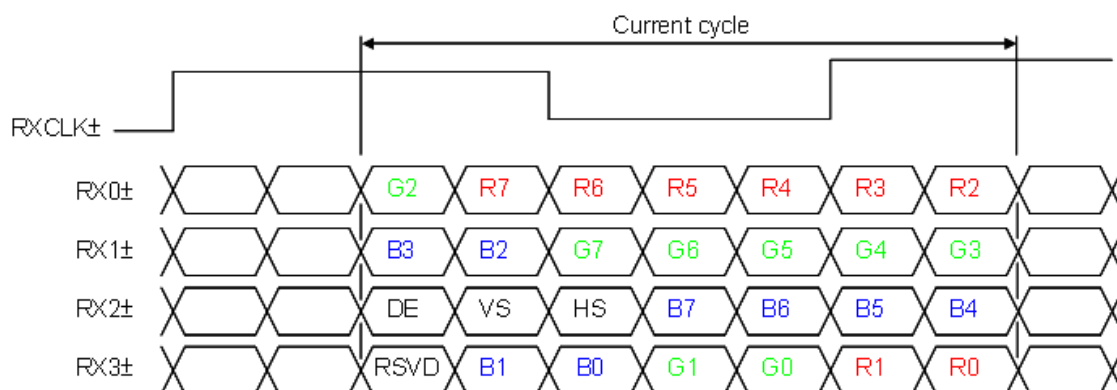 Current cycle
RXCLK±
RX0± G2 R7 R6 R5 R4 R3 R2
RX1± B3 B2 G7 G6 G5 G4 G3
RX2± DE VS HS B7 B6 B5 B4
RX3± RSVD B1 B0 G1 G0 R1 R0